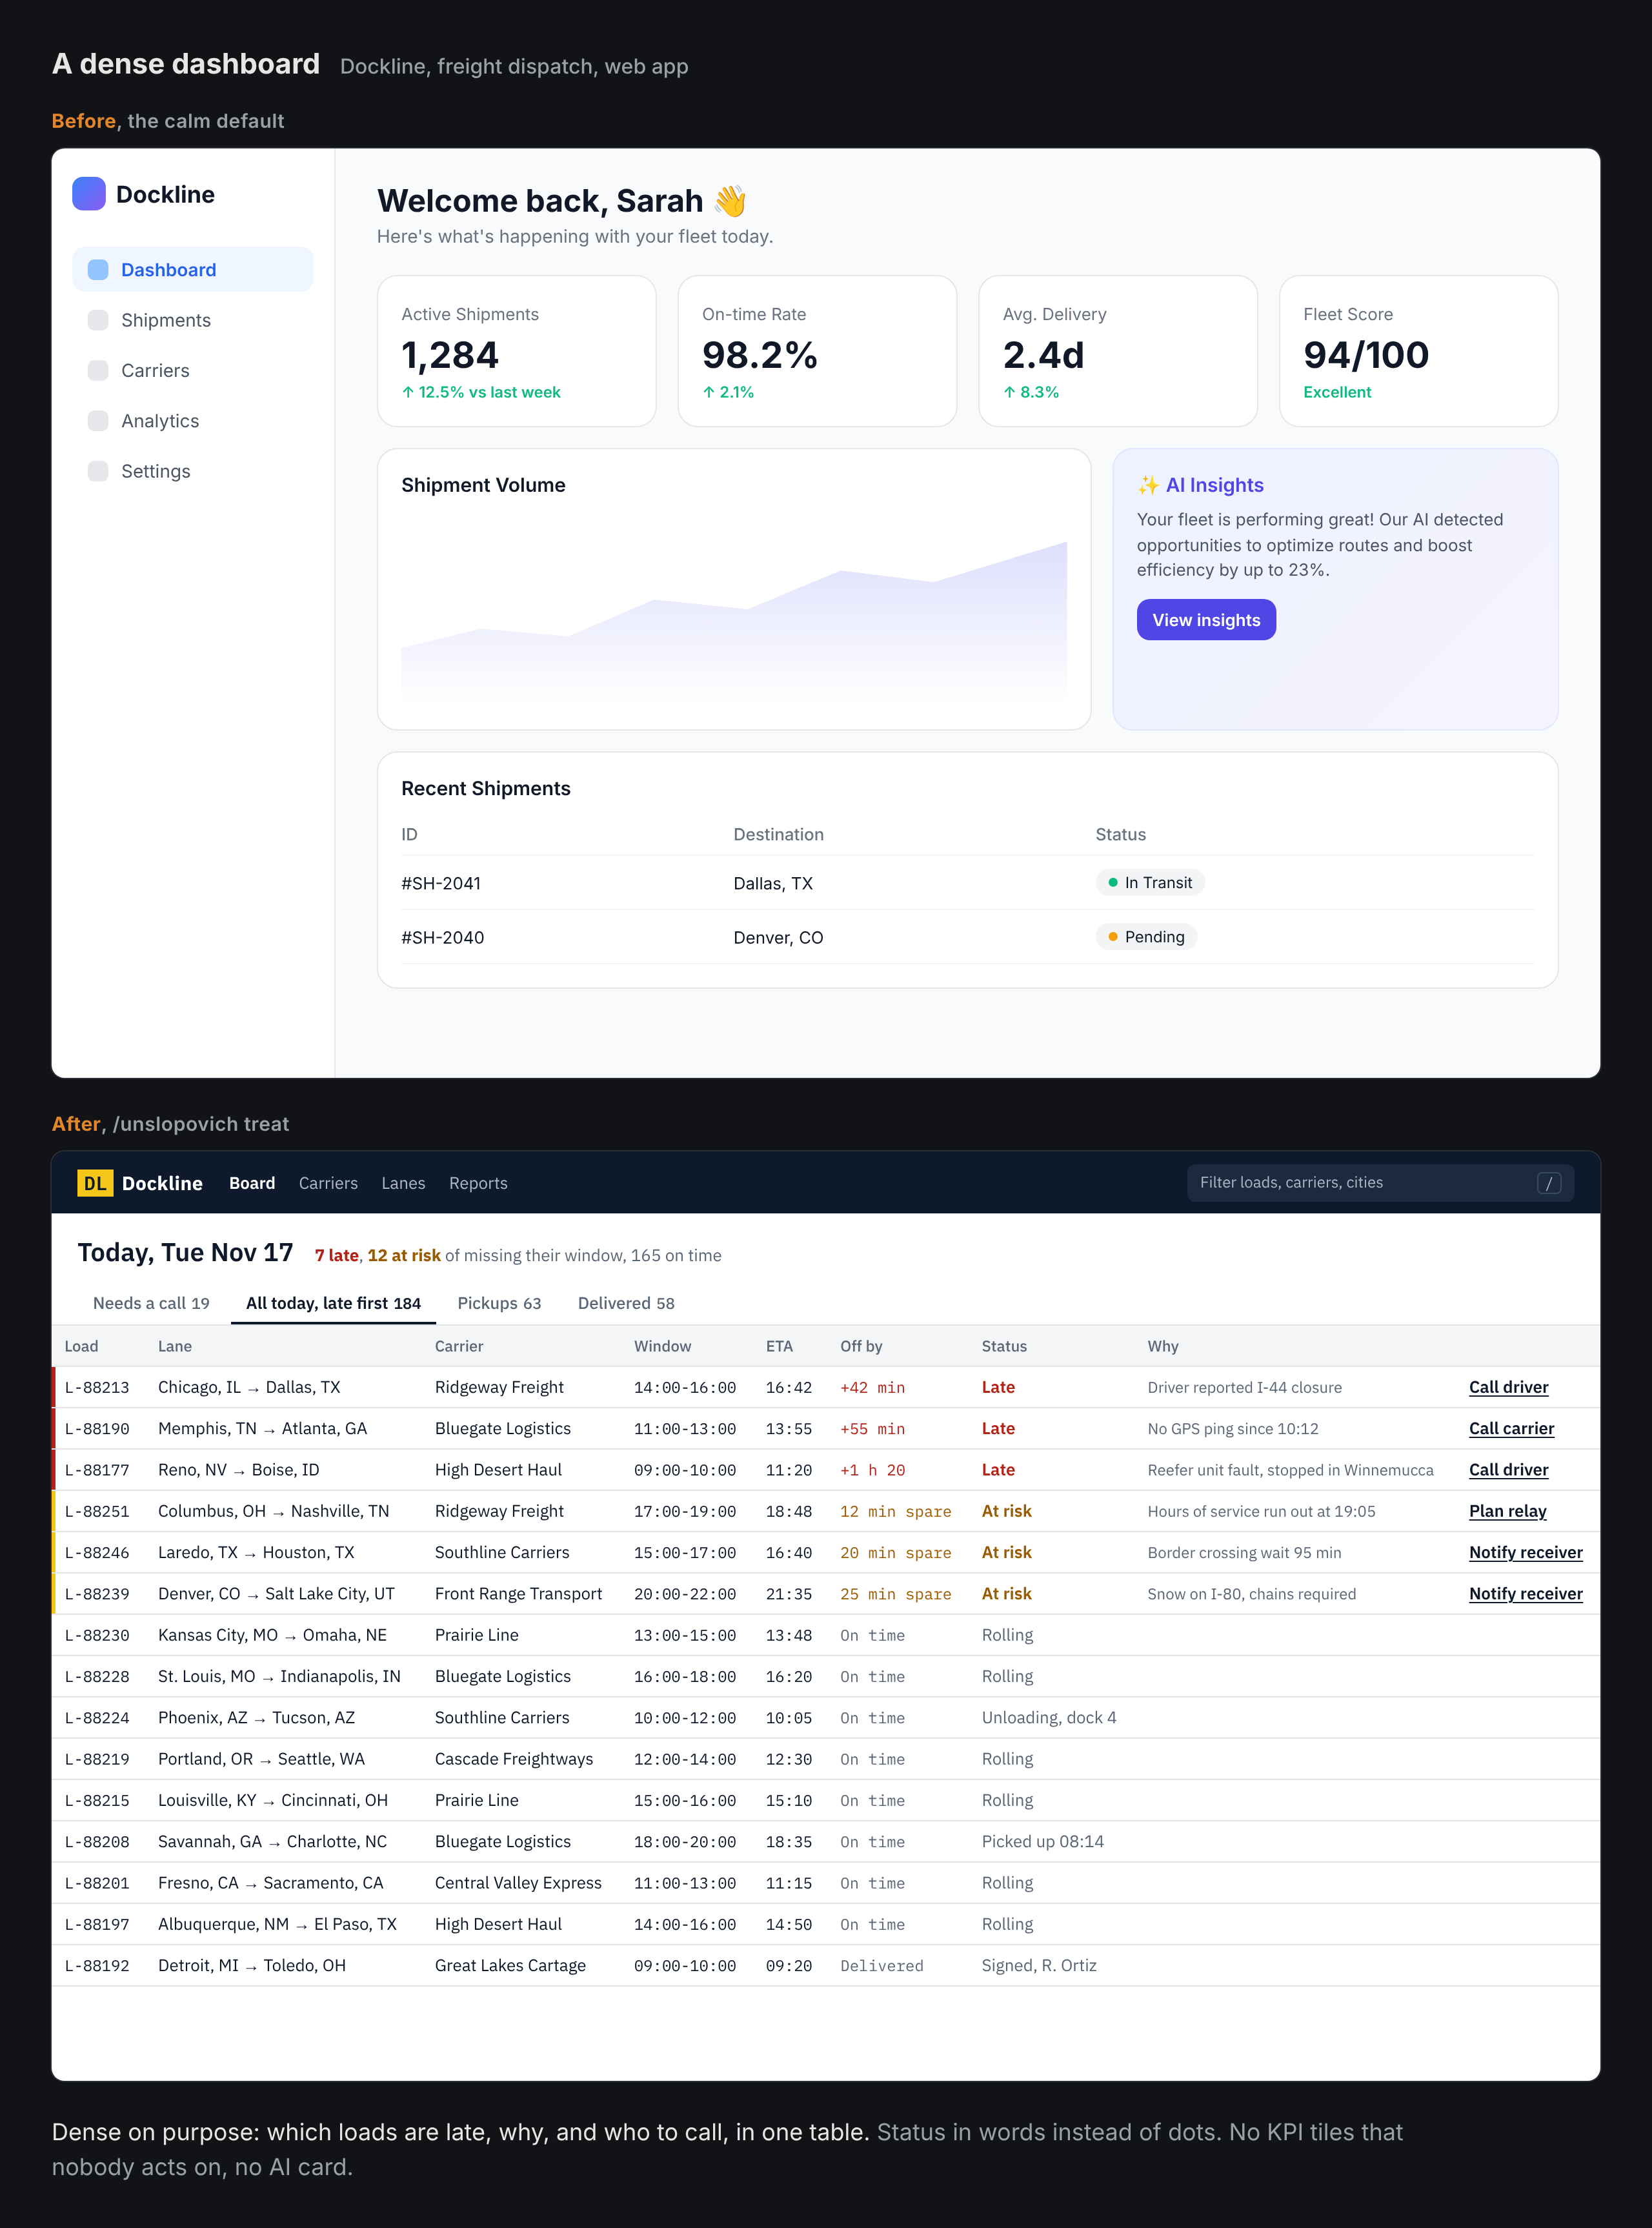 A dense dashboard Dockline, freight dispatch, web app
Before, the calm default
Dockline
Dashboard
Shipments
Carriers
Analytics
Settings
Welcome back, Sarah 👋
Here's what's happening with your fleet today.
Active Shipments
1,284
↑ 12.5% vs last week
On-time Rate
98.2%
↑ 2.1%
Avg. Delivery
2.4d
↑ 8.3%
Fleet Score
94/100
Excellent
Shipment Volume
✨ AI Insights
Your fleet is performing great! Our AI detected
opportunities to optimize routes and boost
efficiency by up to 23%.
View insights
Recent Shipments
ID Destination Status
#SH-2041 Dallas, TX In Transit
#SH-2040 Denver, CO Pending
After, /unslopovich treat
DL Dockline Board Carriers Lanes Reports Filter loads, carriers, cities /
Today, Tue Nov 17 7 late, 12 at risk of missing their window, 165 on time
Needs a call 19 All today, late first 184 Pickups 63 Delivered 58
Load Lane Carrier Window ETA Off by Status Why
L-88213 Chicago, IL → Dallas, TX Ridgeway Freight 14:00-16:00 16:42 +42 min Late Driver reported I-44 closure Call driver
L-88190 Memphis, TN → Atlanta, GA Bluegate Logistics 11:00-13:00 13:55 +55 min Late No GPS ping since 10:12 Call carrier
L-88177 Reno, NV → Boise, ID High Desert Haul 09:00-10:00 11:20 +1 h 20 Late Reefer unit fault, stopped in Winnemucca Call driver
L-88251 Columbus, OH → Nashville, TN Ridgeway Freight 17:00-19:00 18:48 12 min spare At risk Hours of service run out at 19:05 Plan relay
L-88246 Laredo, TX → Houston, TX Southline Carriers 15:00-17:00 16:40 20 min spare At risk Border crossing wait 95 min Notify receiver
L-88239 Denver, CO → Salt Lake City, UT Front Range Transport 20:00-22:00 21:35 25 min spare At risk Snow on I-80, chains required Notify receiver
L-88230 Kansas City, MO → Omaha, NE Prairie Line 13:00-15:00 13:48 On time Rolling
L-88228 St. Louis, MO → Indianapolis, IN Bluegate Logistics 16:00-18:00 16:20 On time Rolling
L-88224 Phoenix, AZ → Tucson, AZ Southline Carriers 10:00-12:00 10:05 On time Unloading, dock 4
L-88219 Portland, OR → Seattle, WA Cascade Freightways 12:00-14:00 12:30 On time Rolling
L-88215 Louisville, KY → Cincinnati, OH Prairie Line 15:00-16:00 15:10 On time Rolling
L-88208 Savannah, GA → Charlotte, NC Bluegate Logistics 18:00-20:00 18:35 On time Picked up 08:14
L-88201 Fresno, CA → Sacramento, CA Central Valley Express 11:00-13:00 11:15 On time Rolling
L-88197 Albuquerque, NM → El Paso, TX High Desert Haul 14:00-16:00 14:50 On time Rolling
L-88192 Detroit, MI → Toledo, OH Great Lakes Cartage 09:00-10:00 09:20 Delivered Signed, R. Ortiz
Dense on purpose: which loads are late, why, and who to call, in one table. Status in words instead of dots. No KPI tiles that
nobody acts on, no AI card.